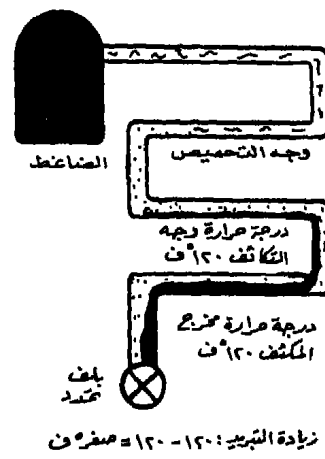 الضاغط
وجه التحميص
درجة حرارة وجه
التكاثف ١٢٠°ف
درجة حرارة مخرج
المكثف ١٢٠°ف
بلف
تمدد
زيادة التبريد: ١٢٠ - ١٢٠ = صفر°ف